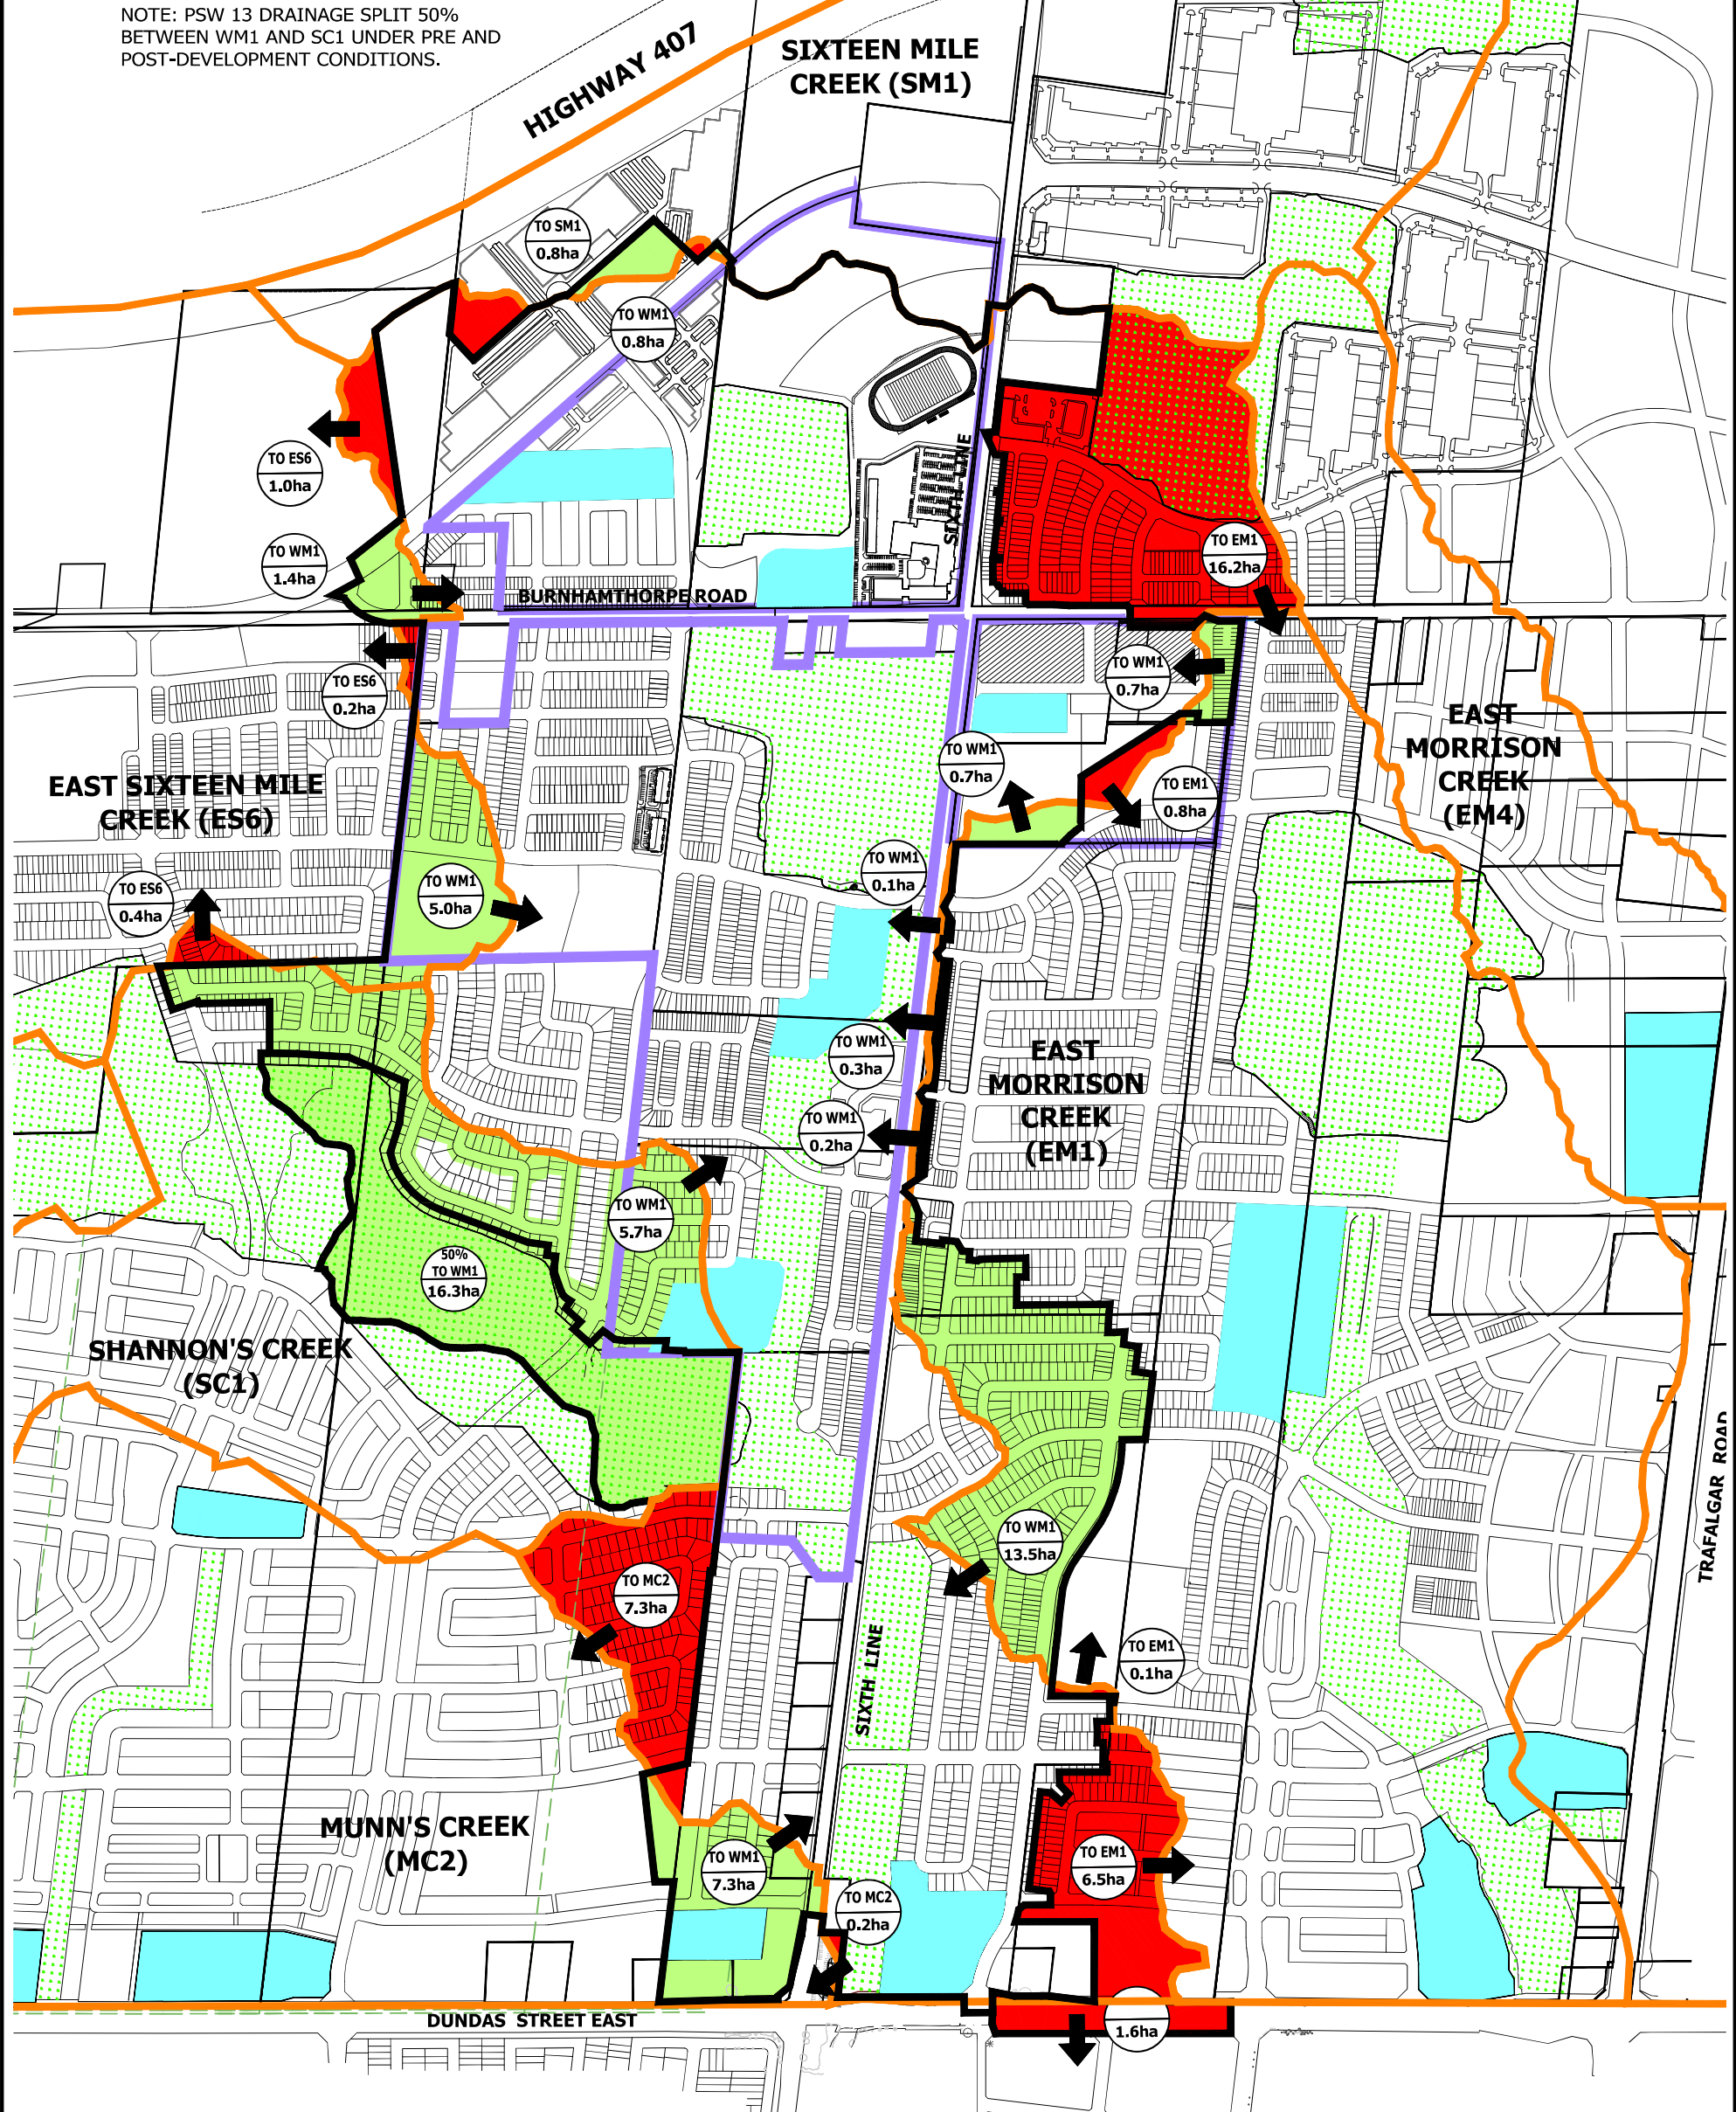 NOTE: PSW 13 DRAINAGE SPLIT 50%
BETWEEN WM1 AND SC1 UNDER PRE AND
POST-DEVELOPMENT CONDITIONS.
HIGHWAY 407
SIXTEEN MILE
CREEK (SM1)
TO SM1
0.8ha
TO WM1
0.8ha
TO ES6
1.0ha
TO WM1
1.4ha
SIXTH LINE
TO EM1
16.2ha
BURNHAMTHORPE ROAD
TO ES6
0.2ha
TO WM1
0.7ha
EAST
MORRISON
CREEK
(EM4)
TO WM1
0.7ha
TO EM1
0.8ha
EAST SIXTEEN MILE
CREEK (ES6)
TO WM1
0.1ha
TO ES6
0.4ha
TO WM1
5.0ha
TO WM1
0.3ha
EAST
MORRISON
CREEK
(EM1)
TO WM1
0.2ha
TO WM1
5.7ha
50%
TO WM1
16.3ha
SHANNON'S CREEK
(SC1)
TRAFALGAR ROAD
TO WM1
13.5ha
TO MC2
7.3ha
SIXTH LINE
TO EM1
0.1ha
MUNN'S CREEK
(MC2)
TO WM1
7.3ha
TO EM1
6.5ha
TO MC2
0.2ha
DUNDAS STREET EAST
1.6ha